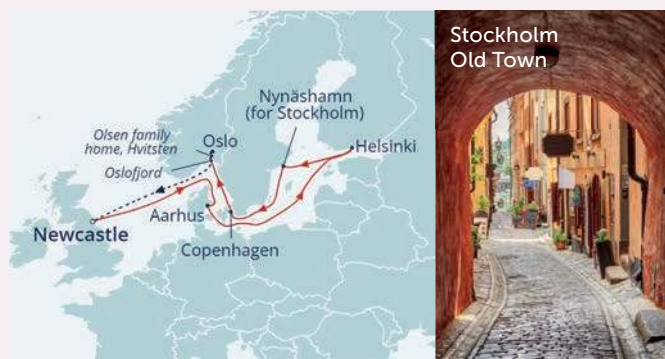 Stockholm
Old Town
Nynäshamn
(for Stockholm)
Olsen family
home, Hvitsten
Oslo
Helsinki
Oslofjord
Aarhus
Newcastle
Copenhagen